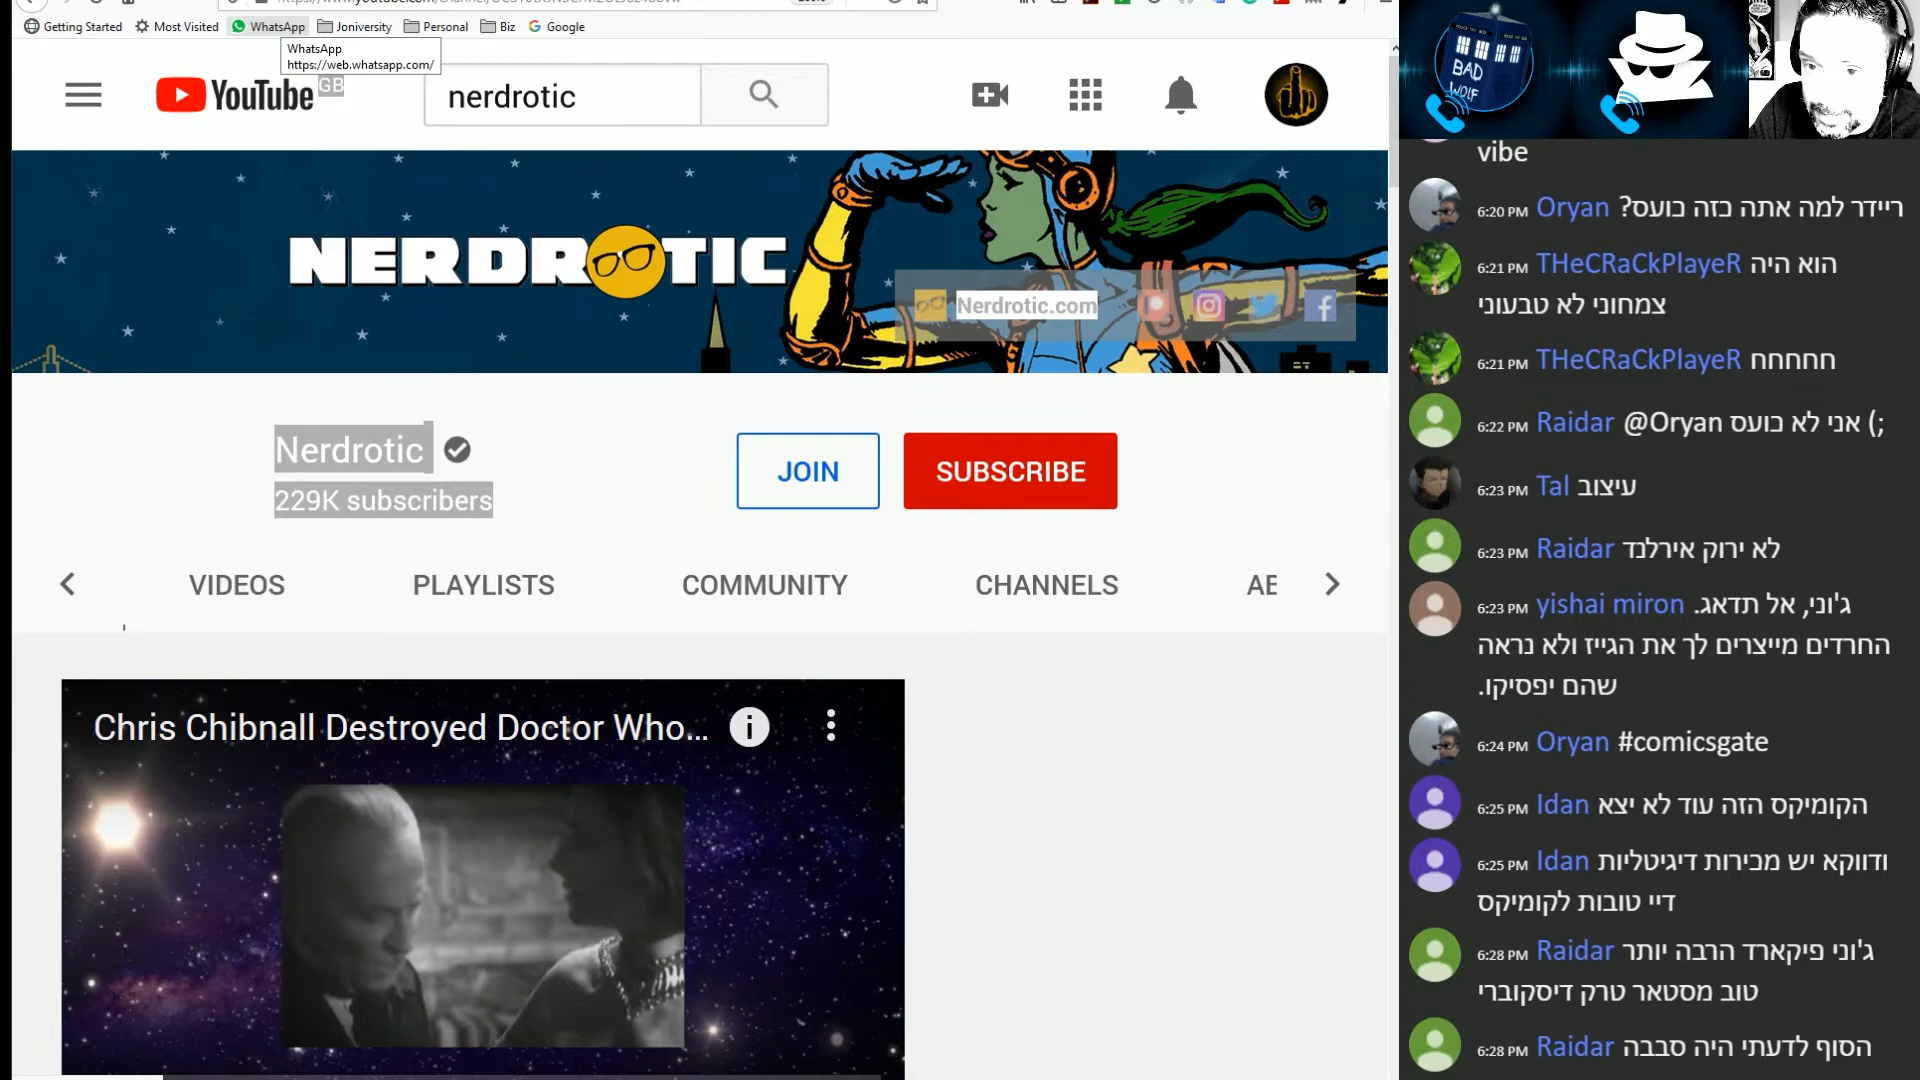 Getting Started Most Visited WhatsApp Joniversity Personal Biz Google
WhatsApp
https://web.whatsapp.com/
YouTube GB
nerdrotic
NERDROTIC
Nerdrotic.com
Nerdrotic
229K subscribers
JOIN
SUBSCRIBE
VIDEOS PLAYLISTS COMMUNITY CHANNELS AB
Chris Chibnall Destroyed Doctor Who...
BAD
WOLF
vibe
6:20 PM Oryan ריידר למה אתה כזה כועס?
6:21 PM THeCRaCkPlayeR הוא היה
צמחוני לא טבעוני
6:21 PM THeCRaCkPlayeR חחחחח
6:22 PM Raidar @Oryan אני לא כועס (;
6:23 PM Tal עיצוב
6:23 PM Raidar לא ירוק אירלנד
6:23 PM yishai miron ג'וני, אל תדאג.
החרדים מייצרים לך את הגייז ולא נראה
שהם יפסיקו.
6:24 PM Oryan #comicsgate
6:25 PM Idan הקומיקס הזה עוד לא יצא
6:25 PM Idan ודווקא יש מכירות דיגיטליות
דיי טובות לקומיקס
6:28 PM Raidar ג'וני פיקארד הרבה יותר
טוב מסטאר טרק דיסקוברי
6:28 PM Raidar הסוף לדעתי היה סבבה